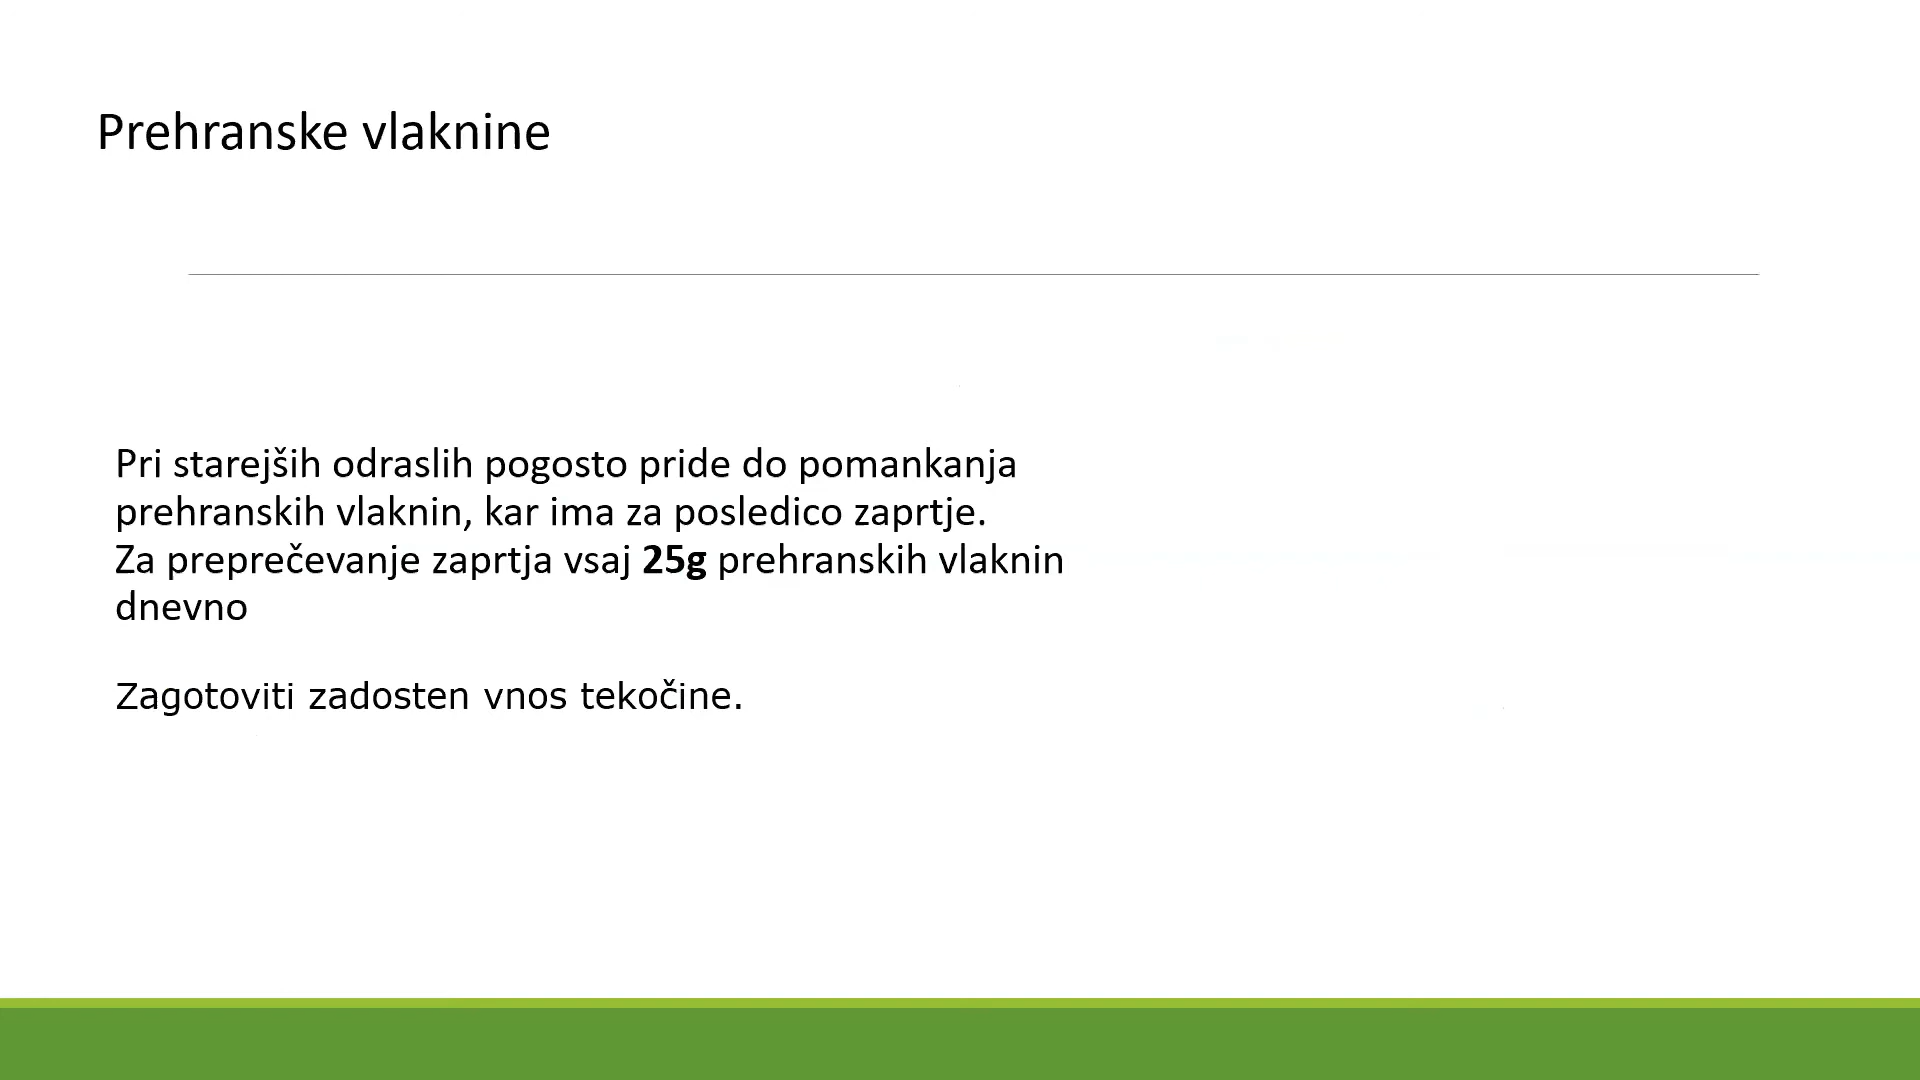 Prehranske vlaknine
Pri starejših odraslih pogosto pride do pomankanja
prehranskih vlaknin, kar ima za posledico zaprtje.
Za preprečevanje zaprtja vsaj 25g prehranskih vlaknin
dnevno
Zagotoviti zadosten vnos tekočine.